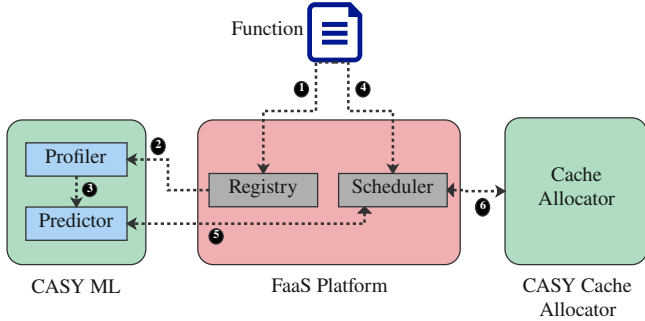 Function
1
4
Profiler
2
3
Predictor
Registry
Scheduler
5
6
Cache
Allocator
CASY ML
FaaS Platform
CASY Cache
Allocator